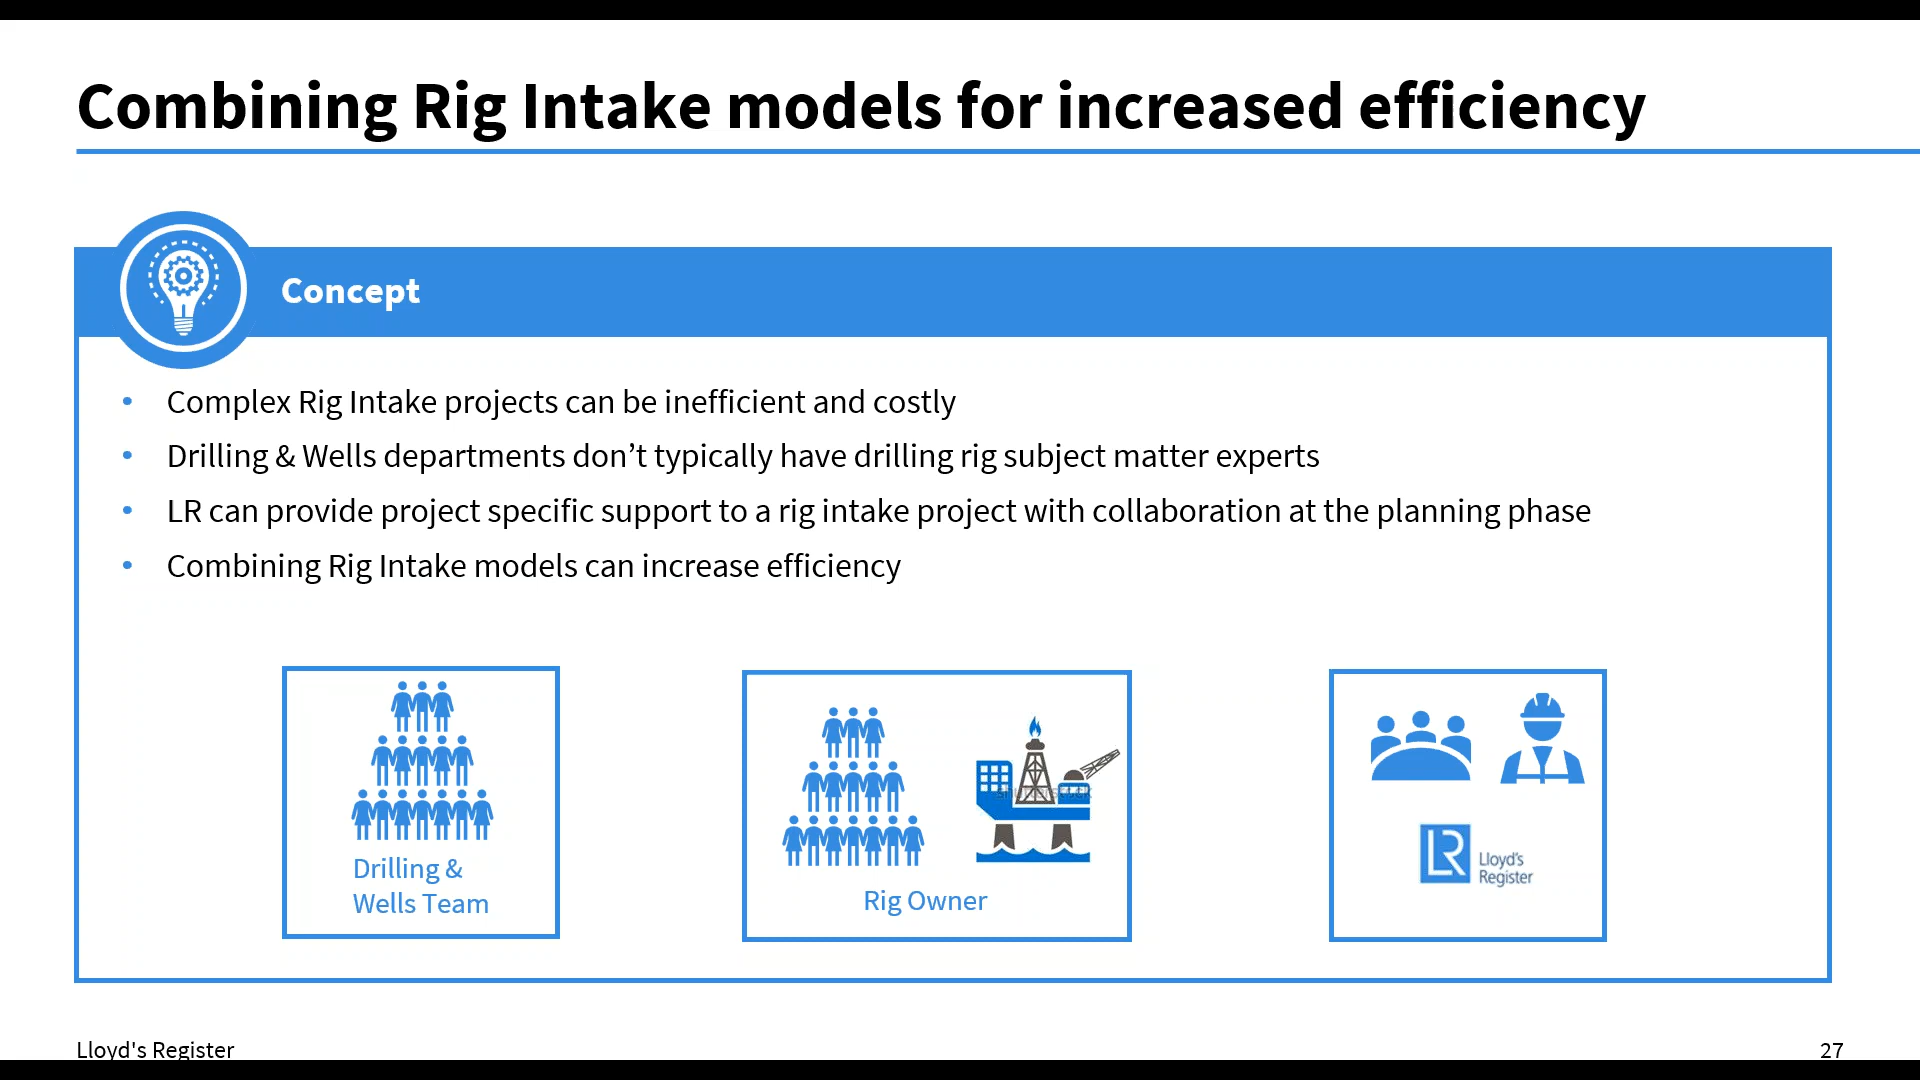 Combining Rig Intake models for increased efficiency
Concept
• Complex Rig Intake projects can be inefficient and costly
• Drilling & Wells departments don’t typically have drilling rig subject matter experts
• LR can provide project specific support to a rig intake project with collaboration at the planning phase
• Combining Rig Intake models can increase efficiency
Drilling &
Wells Team
Rig Owner
LR
Lloyd's
Register
Lloyd's Register
27